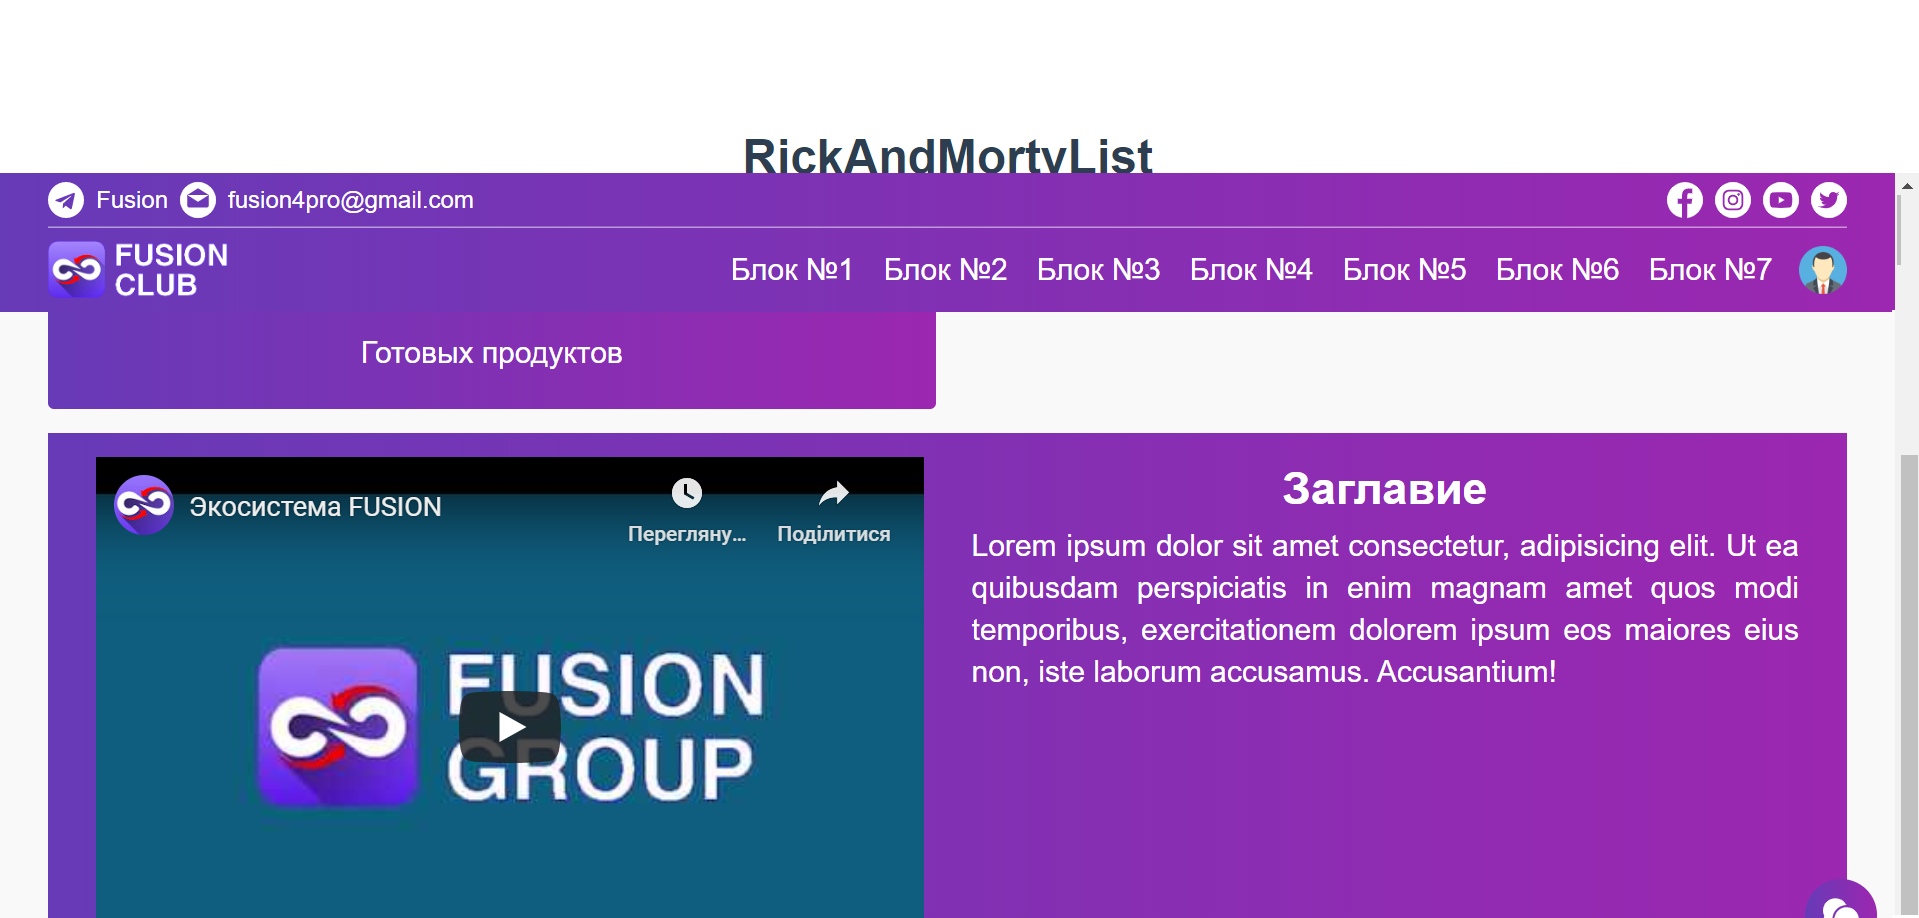 RickAndMortyList
Fusion fusion4pro@gmail.com
FUSION
CLUB
Блок №1 Блок №2 Блок №3 Блок №4 Блок №5 Блок №6 Блок №7
Готовых продуктов
Экосистема FUSION
Перегляну... Поділитися
FUSION
GROUP
Заглавие
Lorem ipsum dolor sit amet consectetur, adipisicing elit. Ut ea
quibusdam perspiciatis in enim magnam amet quos modi
temporibus, exercitationem dolorem ipsum eos maiores eius
non, iste laborum accusamus. Accusantium!